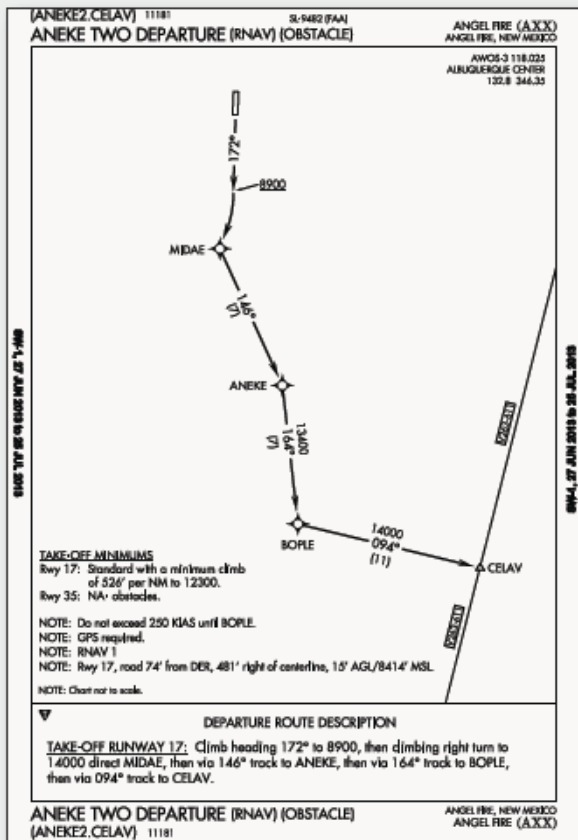 (ANEKE2.CELAV) 11181
SL-9482 (FAA)
ANEKE TWO DEPARTURE (RNAV) (OBSTACLE)
ANGEL FIRE (AXX)
ANGEL FIRE, NEW MEXICO
AWOS-3 118.025
ALBUQUERQUE CENTER
132.8 346.35
172°
8900
MIDAE
146°
(7)
ANEKE
13400
164°
(7)
BOPLE
14000
094°
(11)
CELAV
V263-611
V263-611
SW-1, 27 JUN 2013 to 25 JUL 2013
SW-1, 27 JUN 2013 to 25 JUL 2013
TAKE-OFF MINIMUMS
Rwy 17: Standard with a minimum climb
of 526' per NM to 12300.
Rwy 35: NA- obstacles.
NOTE: Do not exceed 250 KIAS until BOPLE.
NOTE: GPS required.
NOTE: RNAV 1
NOTE: Rwy 17, road 74' from DER, 481' right of centerline, 15' AGL/8414' MSL.
NOTE: Chart not to scale.
T
DEPARTURE ROUTE DESCRIPTION
TAKE-OFF RUNWAY 17: Climb heading 172° to 8900, then climbing right turn to
14000 direct MIDAE, then via 146° track to ANEKE, then via 164° track to BOPLE,
then via 094° track to CELAV.
ANEKE TWO DEPARTURE (RNAV) (OBSTACLE)
(ANEKE2.CELAV) 11181
ANGEL FIRE, NEW MEXICO
ANGEL FIRE (AXX)